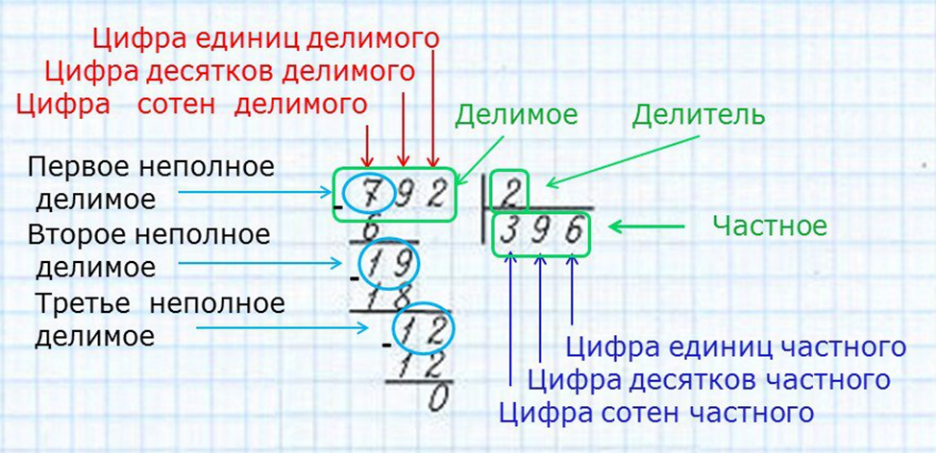 Цифра единиц делимого
Цифра десятков делимого
Цифра сотен делимого
Делимое
Делитель
Первое неполное
делимое
792
2
6
396
Частное
Второе неполное
делимое
19
18
Третье неполное
делимое
12
12
0
Цифра единиц частного
Цифра десятков частного
Цифра сотен частного